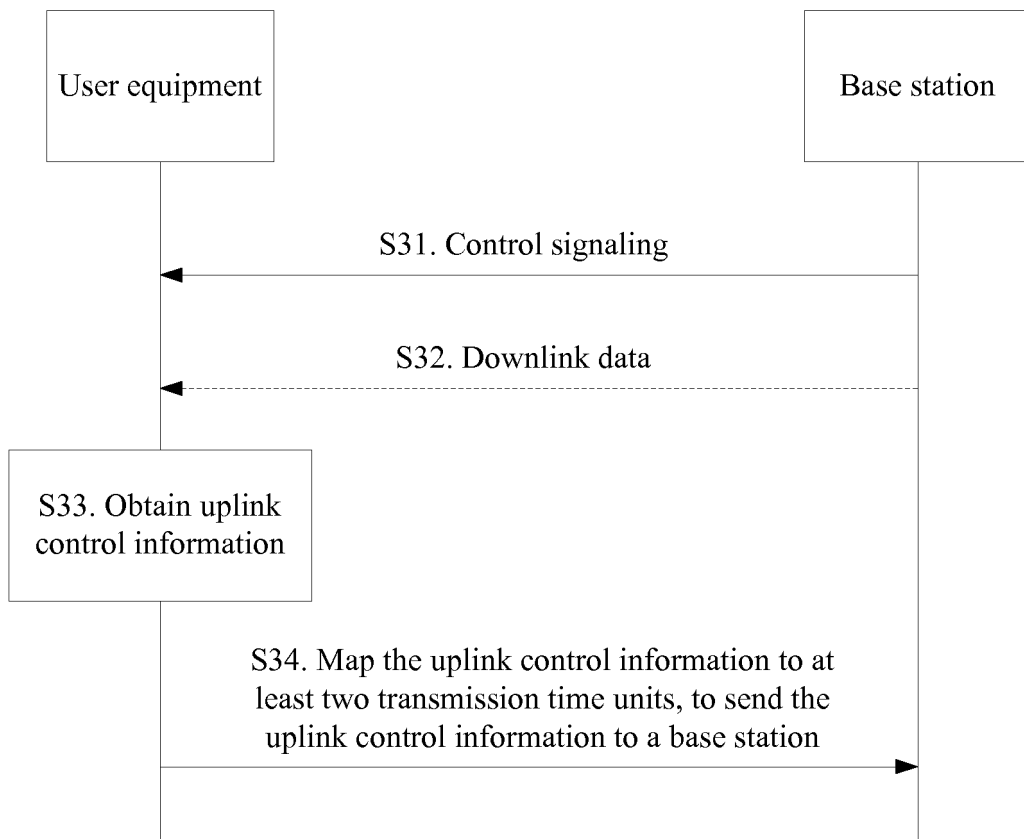 User equipment
Base station
S31. Control signaling
S32. Downlink data
S33. Obtain uplink
control information
S34. Map the uplink control information to at
least two transmission time units, to send the
uplink control information to a base station